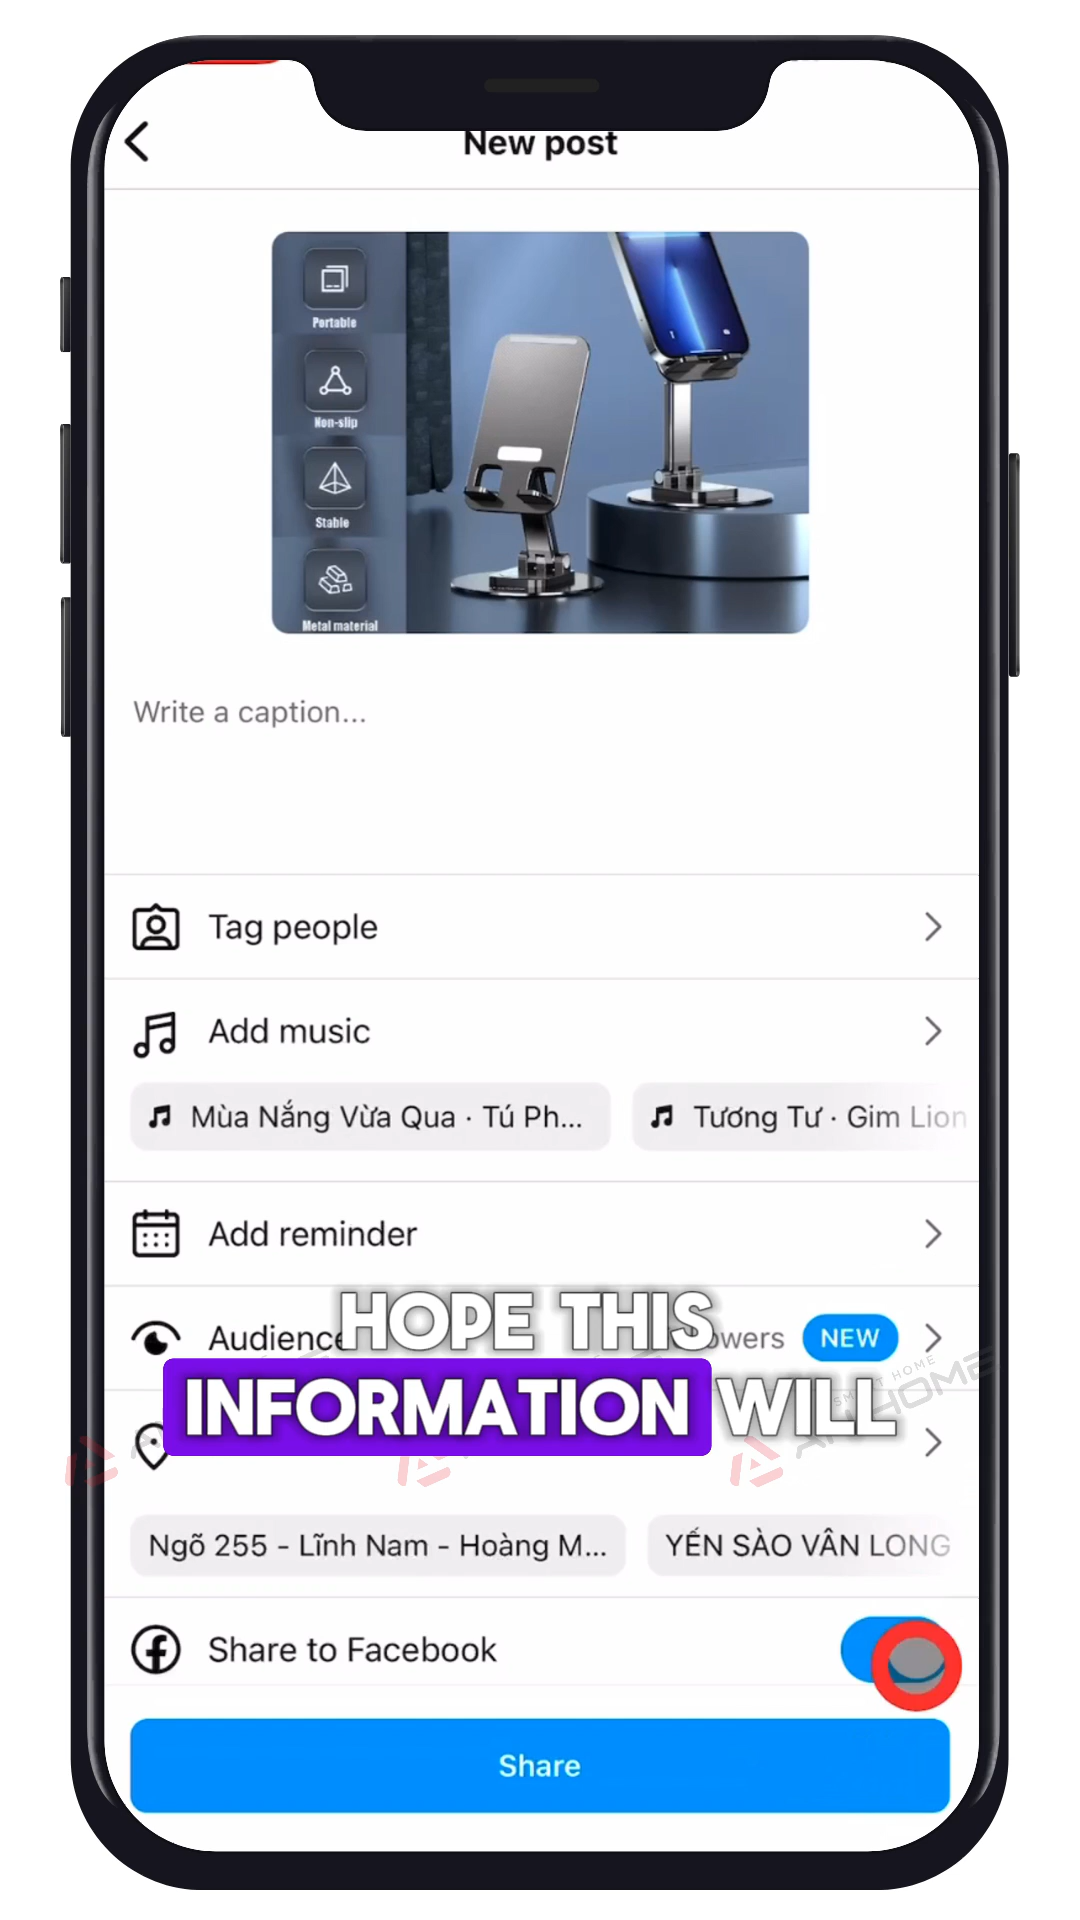 New post
Portable
Non-slip
Stable
Metal material
Write a caption...
Tag people
Add music
Mùa Nắng Vừa Qua · Tú Ph...
Tương Tư · Gim Lion
Add reminder
Audience
NEW
HOPE THIS
INFORMATION WILL
SMART HOME
Ngõ 255 - Lĩnh Nam - Hoàng M...
YẾN SÀO VÂN LONG
Share to Facebook
Share